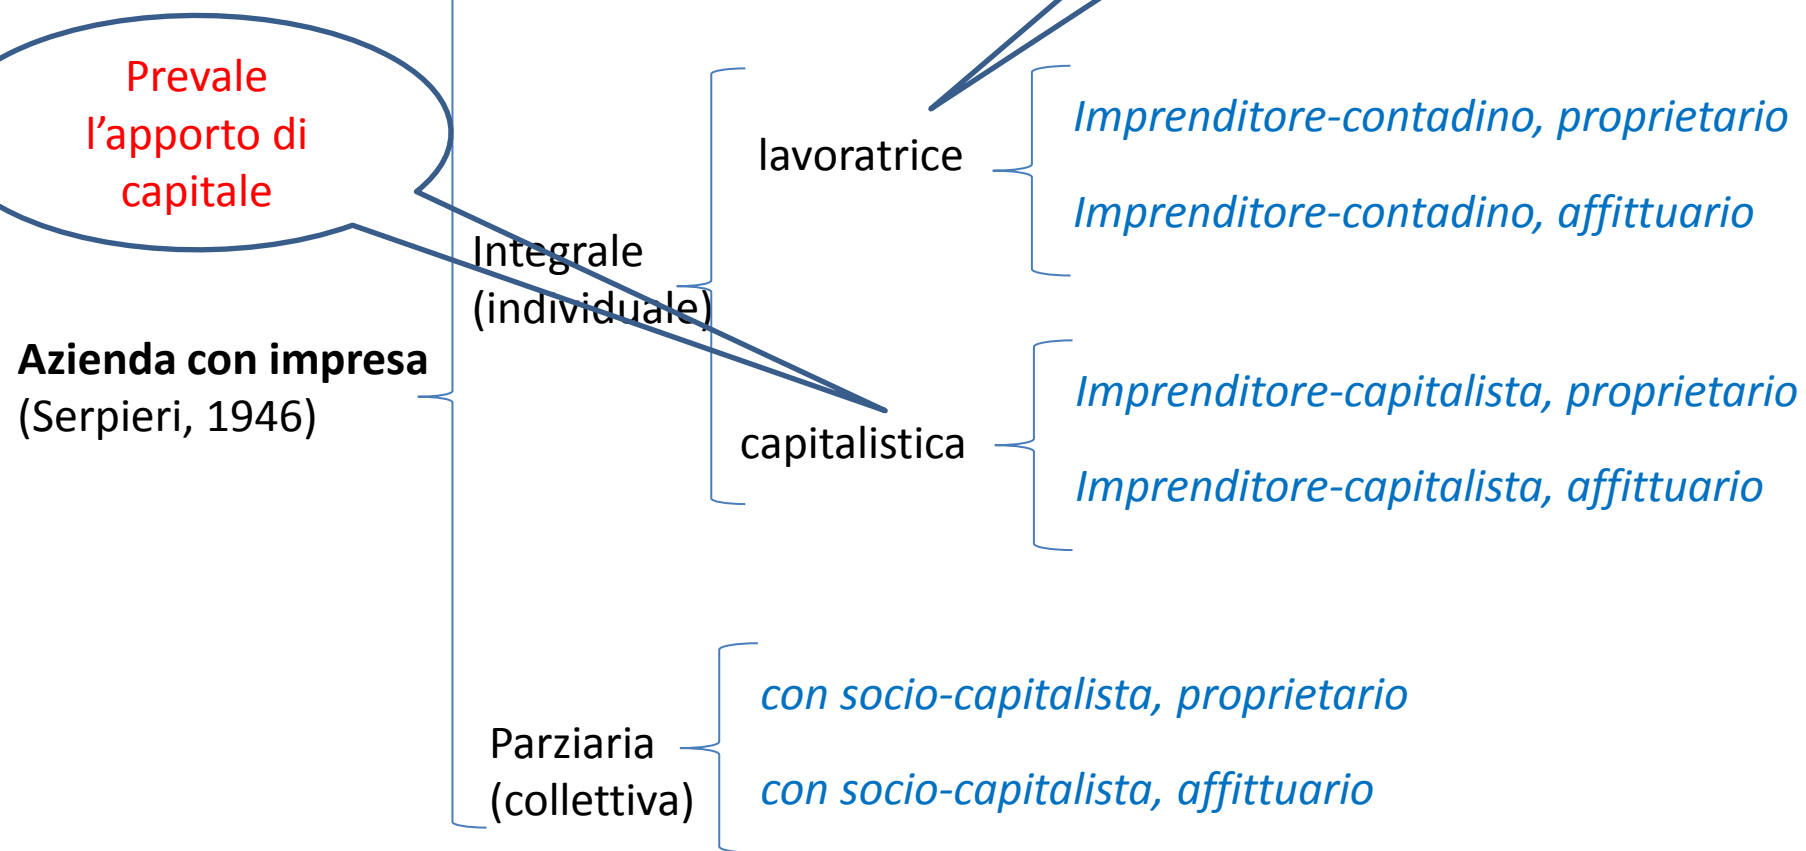 Prevale
l’apporto di
capitale
Azienda con impresa
(Serpieri, 1946)
Integrale
(individuale)
lavoratrice
Imprenditore-contadino, proprietario
Imprenditore-contadino, affittuario
capitalistica
Imprenditore-capitalista, proprietario
Imprenditore-capitalista, affittuario
Parziaria
(collettiva)
con socio-capitalista, proprietario
con socio-capitalista, affittuario